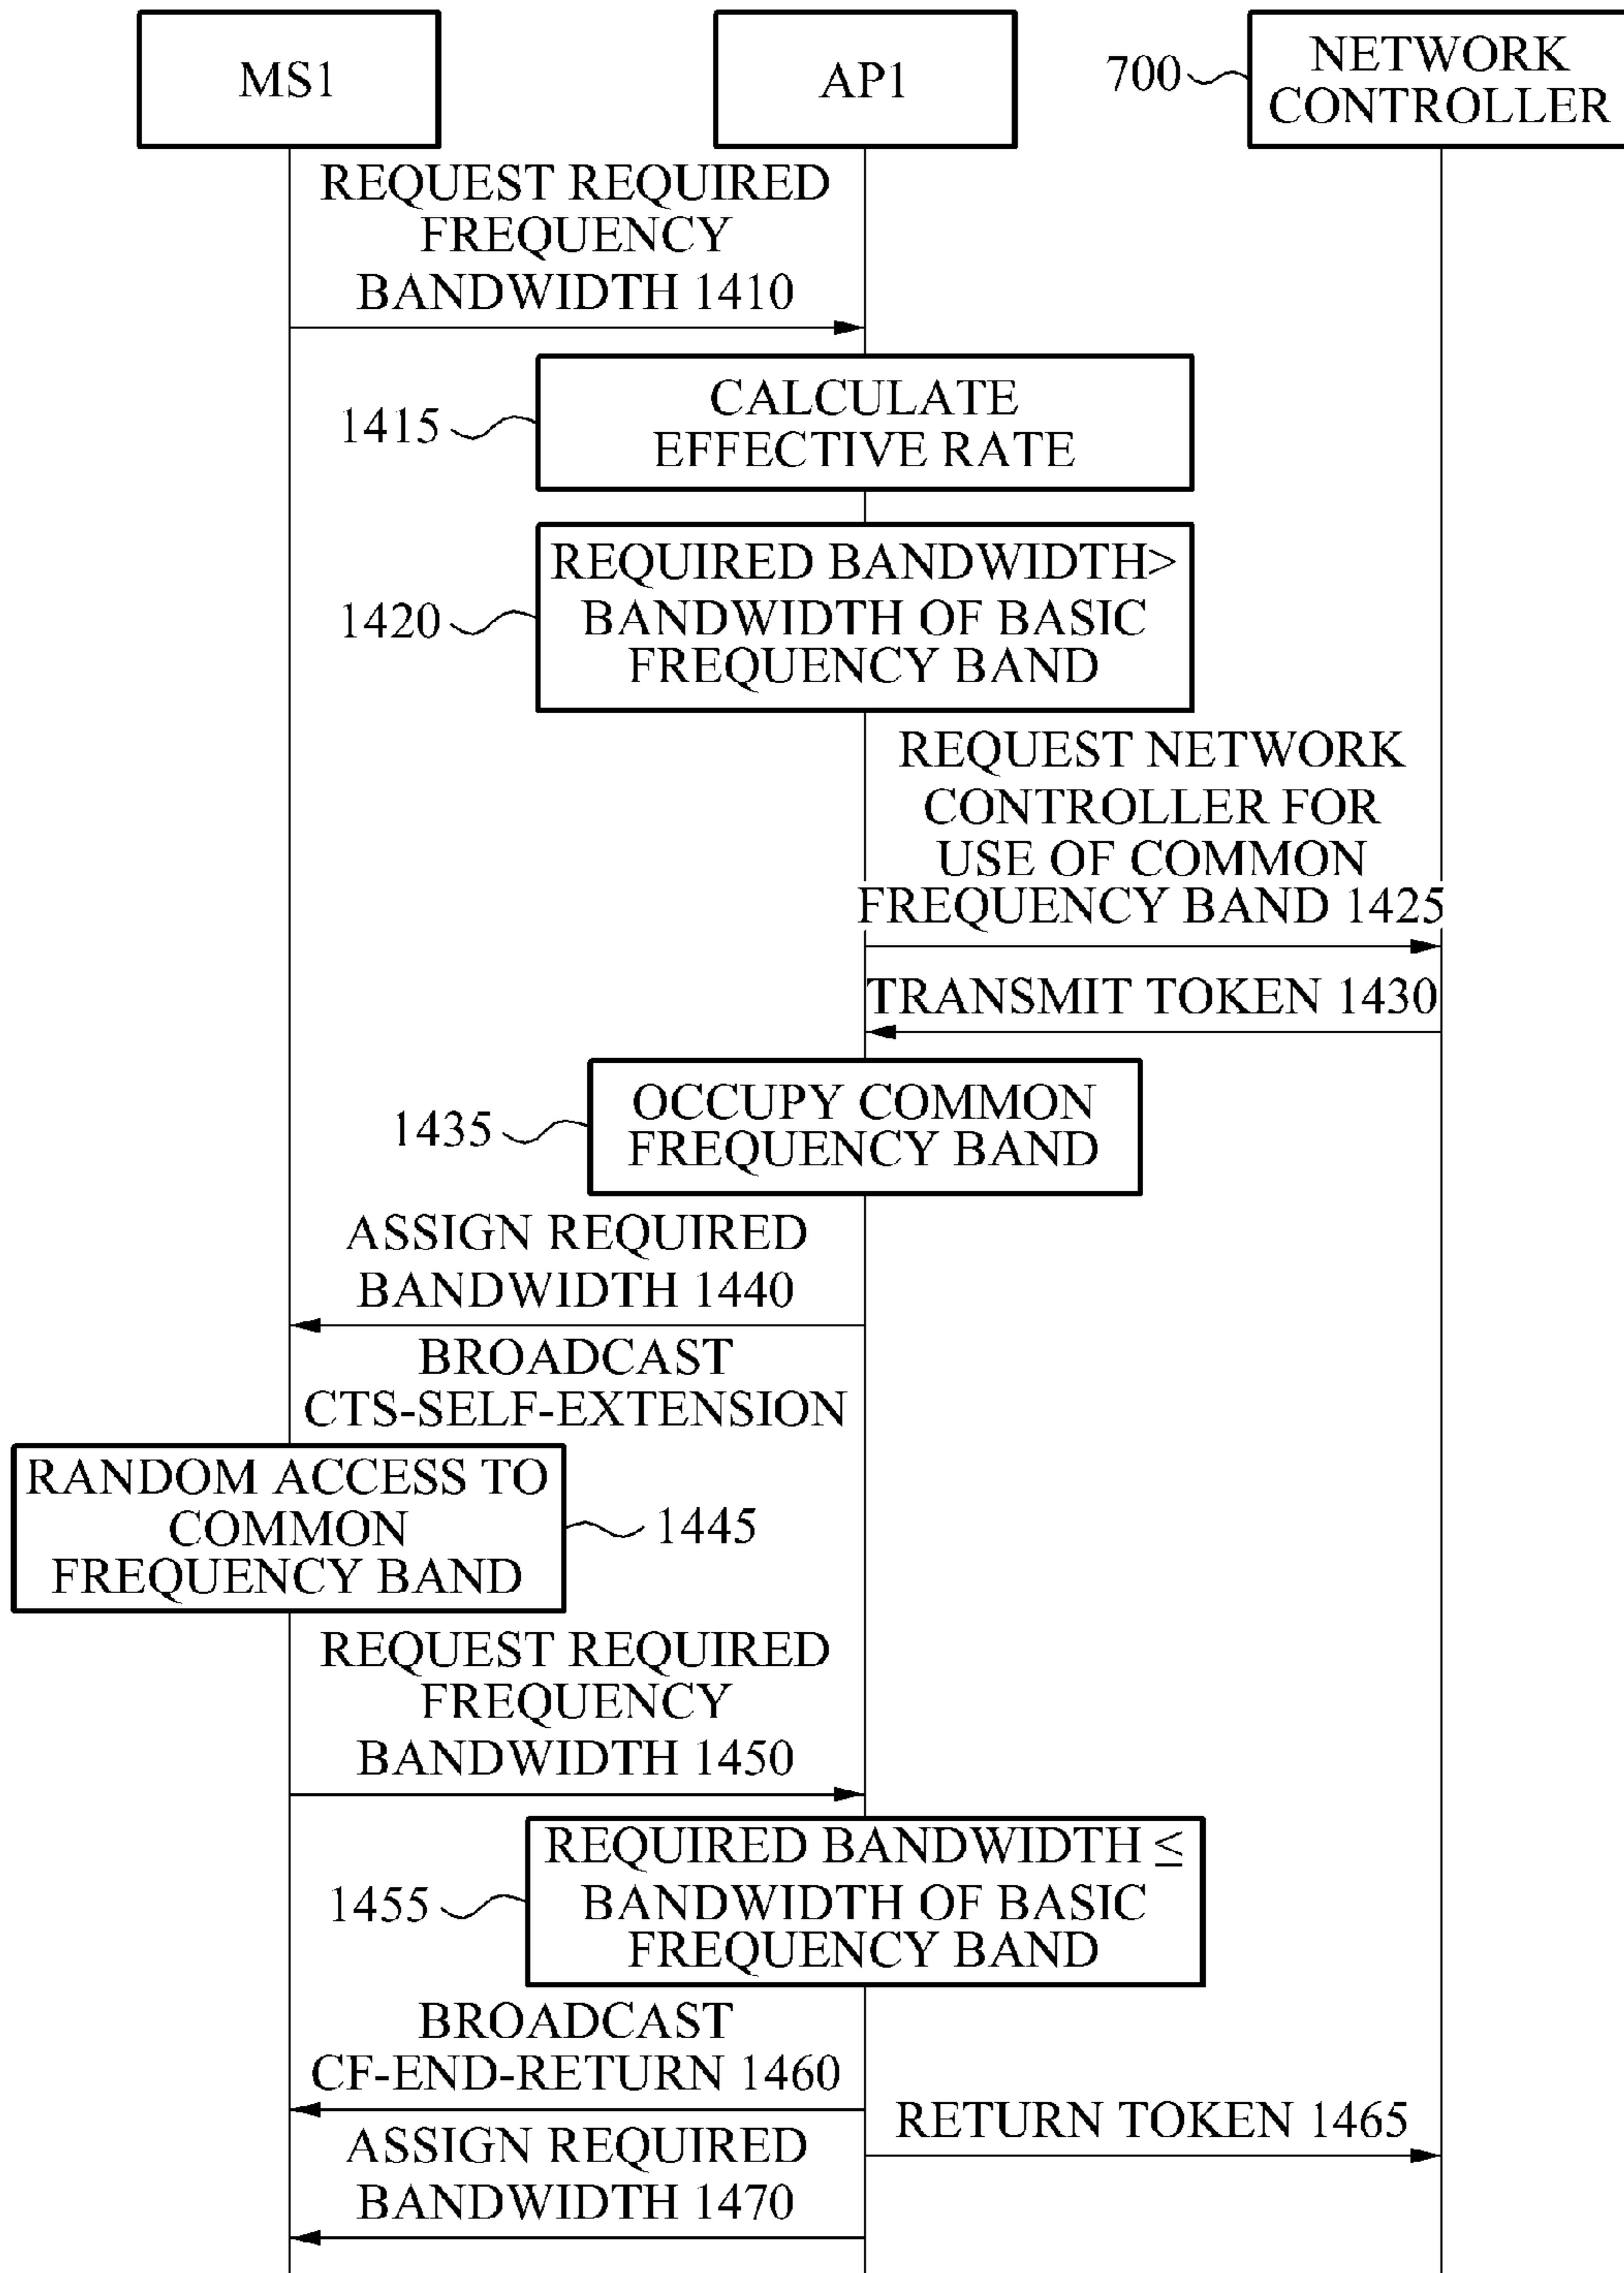 MS1
AP1
700
NETWORK
CONTROLLER
REQUEST REQUIRED
FREQUENCY
BANDWIDTH 1410
1415
CALCULATE
EFFECTIVE RATE
1420
REQUIRED BANDWIDTH>
BANDWIDTH OF BASIC
FREQUENCY BAND
REQUEST NETWORK
CONTROLLER FOR
USE OF COMMON
FREQUENCY BAND 1425
TRANSMIT TOKEN 1430
1435
OCCUPY COMMON
FREQUENCY BAND
ASSIGN REQUIRED
BANDWIDTH 1440
BROADCAST
CTS-SELF-EXTENSION
RANDOM ACCESS TO
COMMON
FREQUENCY BAND
1445
REQUEST REQUIRED
FREQUENCY
BANDWIDTH 1450
1455
REQUIRED BANDWIDTH ≤
BANDWIDTH OF BASIC
FREQUENCY BAND
BROADCAST
CF-END-RETURN 1460
RETURN TOKEN 1465
ASSIGN REQUIRED
BANDWIDTH 1470